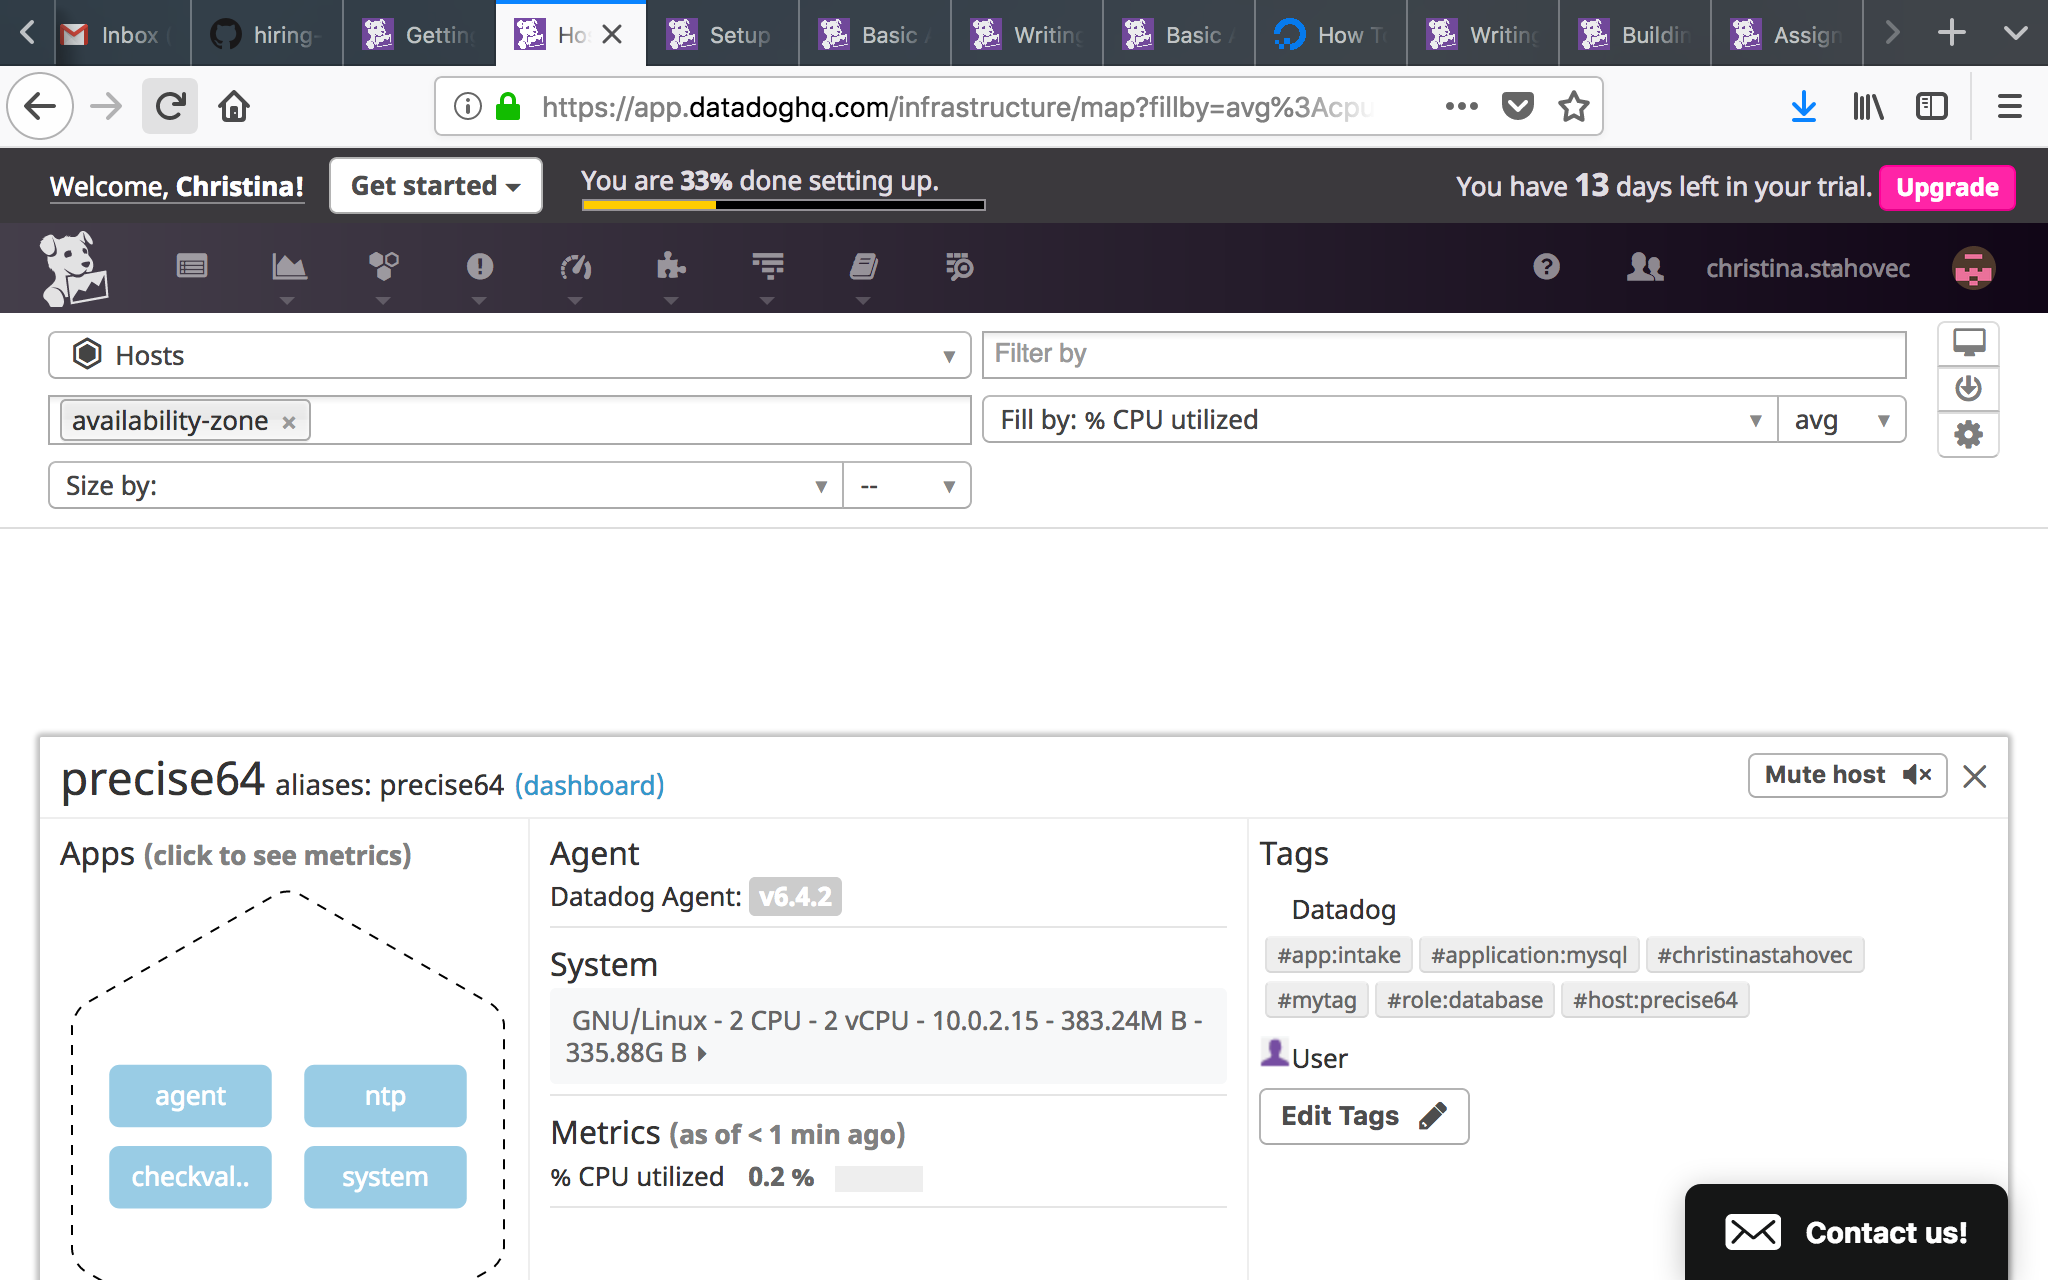 Inbox
hiring-
Getting
Hos
Setup
Basic A
Writing
Basic A
How T
Writing
Buildin
Assign
https://app.datadoghq.com/infrastructure/map?fillby=avg%3Acpu
Welcome, Christina!
Get started
You are 33% done setting up.
You have 13 days left in your trial.
Upgrade
christina.stahovec
Hosts
Filter by
availability-zone ×
Fill by: % CPU utilized
avg
Size by:
--
precise64 aliases: precise64 (dashboard)
Mute host
Apps (click to see metrics)
agent
ntp
checkval..
system
Agent
Datadog Agent: v6.4.2
System
GNU/Linux - 2 CPU - 2 vCPU - 10.0.2.15 - 383.24M B -
335.88G B
Metrics (as of < 1 min ago)
% CPU utilized 0.2 %
Tags
Datadog
#app:intake #application:mysql #christinastahovec
#mytag #role:database #host:precise64
User
Edit Tags
Contact us!